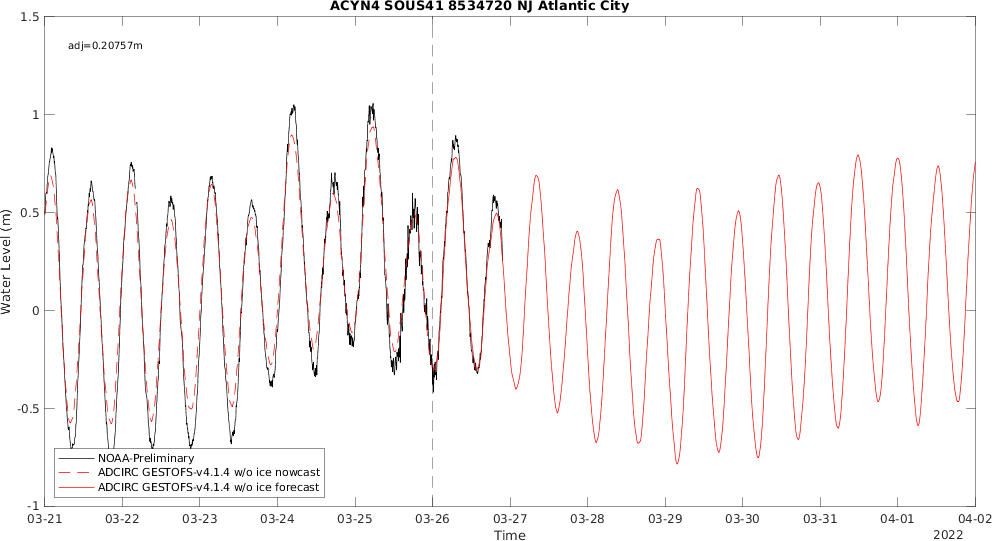 ACYN4 SOUS41 8534720 NJ Atlantic City
adj=0.20757m
1.5
1
0.5
0
-0.5
-1
Water Level (m)
NOAA-Preliminary
ADCIRC GESTOFS-v4.1.4 w/o ice nowcast
ADCIRC GESTOFS-v4.1.4 w/o ice forecast
03-21 03-22 03-23 03-24 03-25 03-26 03-27 03-28 03-29 03-30 03-31 04-01 04-02
Time
2022